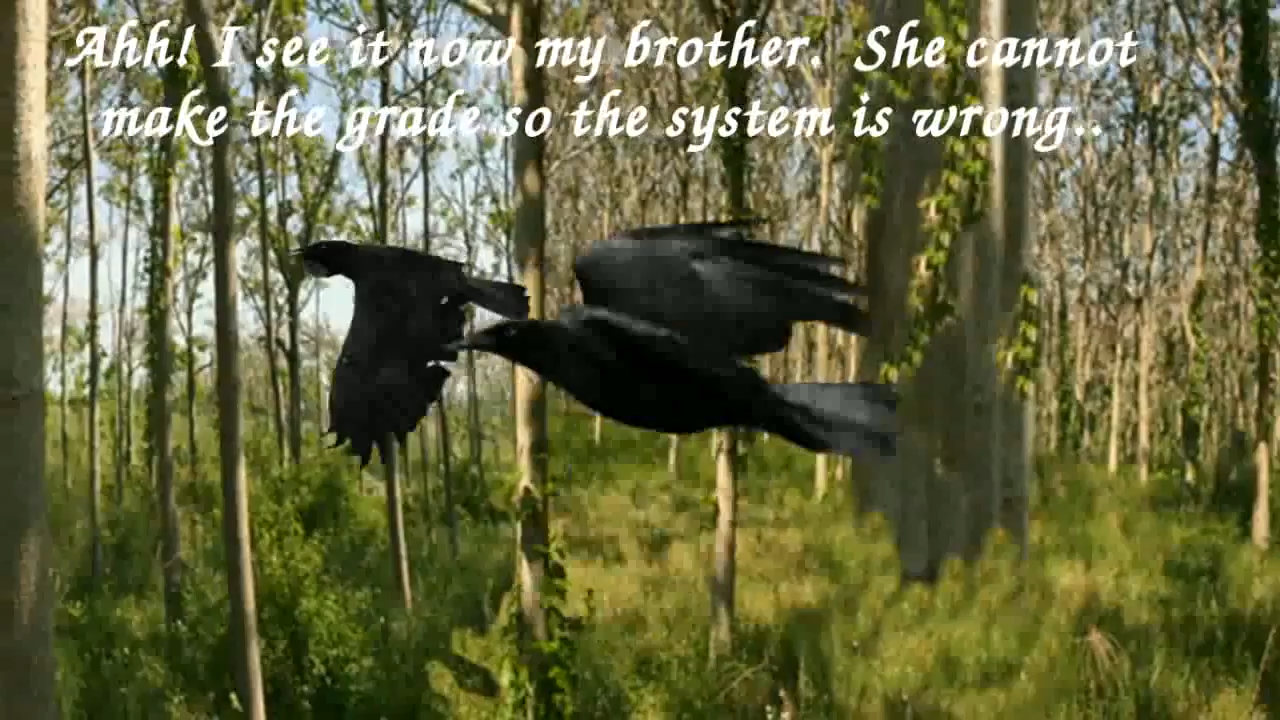 Ahh! I see it now my brother.  She cannot
make the grade so the system is wrong..